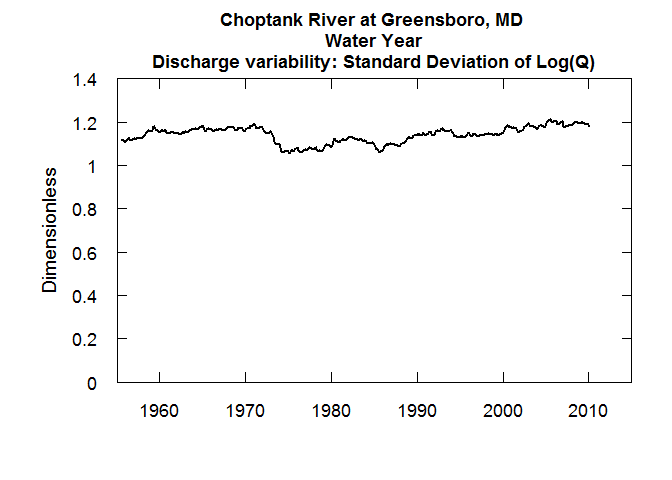 Choptank River at Greensboro, MD
Water Year
Discharge variability: Standard Deviation of Log(Q)
1.4
1.2
1
0.8
0.6
0.4
0.2
0
Dimensionless
1960 1970 1980 1990 2000 2010